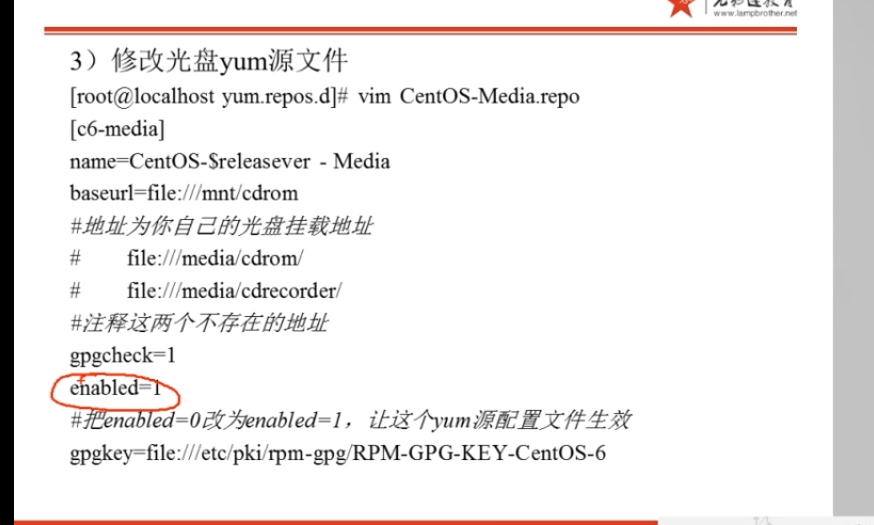 www.lampbrother.net
3）修改光盘yum源文件
[root@localhost yum.repos.d]# vim CentOS-Media.repo
[c6-media]
name=CentOS-$releasever - Media
baseurl=file:///mnt/cdrom
#地址为你自己的光盘挂载地址
# file:///media/cdrom/
# file:///media/cdrecorder/
#注释这两个不存在的地址
gpgcheck=1
enabled=1
#把enabled=0改为enabled=1，让这个yum源配置文件生效
gpgkey=file:///etc/pki/rpm-gpg/RPM-GPG-KEY-CentOS-6